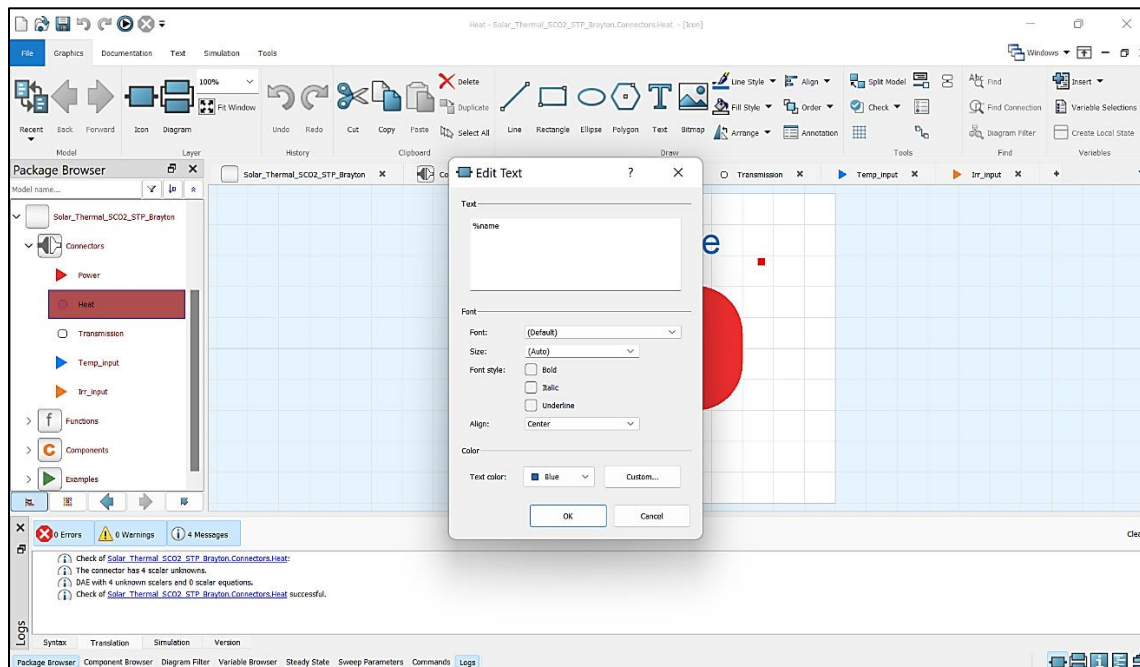 Heat - Solar_Thermal_SCO2_STP_Brayton.Connectors.Heat - [Icon]
File Graphics Documentation Text Simulation Tools Windows
100% Delete Line Style Align Split Model Abc Find Insert
Fit Window Duplicate Fill Style Order Check Find Connection Variable Selections
Recent Back Forward Icon Diagram Undo Redo Cut Copy Paste Select All Line Rectangle Ellipse Polygon Text Bitmap Arrange Annotation Diagram Filter Create Local State
Model Layer History Clipboard Draw Tools Find Variables
Package Browser
Model name...
Solar_Thermal_SCO2_STP_Brayton Co Transmission Temp_input Irr_input +
Solar_Thermal_SCO2_STP_Brayton
Connectors
Power
Heat
Transmission
Temp_input
Irr_input
f Functions
C Components
Examples
e
Edit Text ?
Text
%name
Font
Font: (Default)
Size: (Auto)
Font style: Bold
Italic
Underline
Align: Center
Color
Text color: Blue Custom...
OK Cancel
0 Errors 0 Warnings 4 Messages Clea
Check of Solar_Thermal_SCO2_STP_Brayton.Connectors.Heat:
The connector has 4 scalar unknowns.
DAE with 4 unknown scalars and 0 scalar equations.
Check of Solar_Thermal_SCO2_STP_Brayton.Connectors.Heat successful.
Logs
Syntax Translation Simulation Version
Package Browser Component Browser Diagram Filter Variable Browser Steady State Sweep Parameters Commands Logs